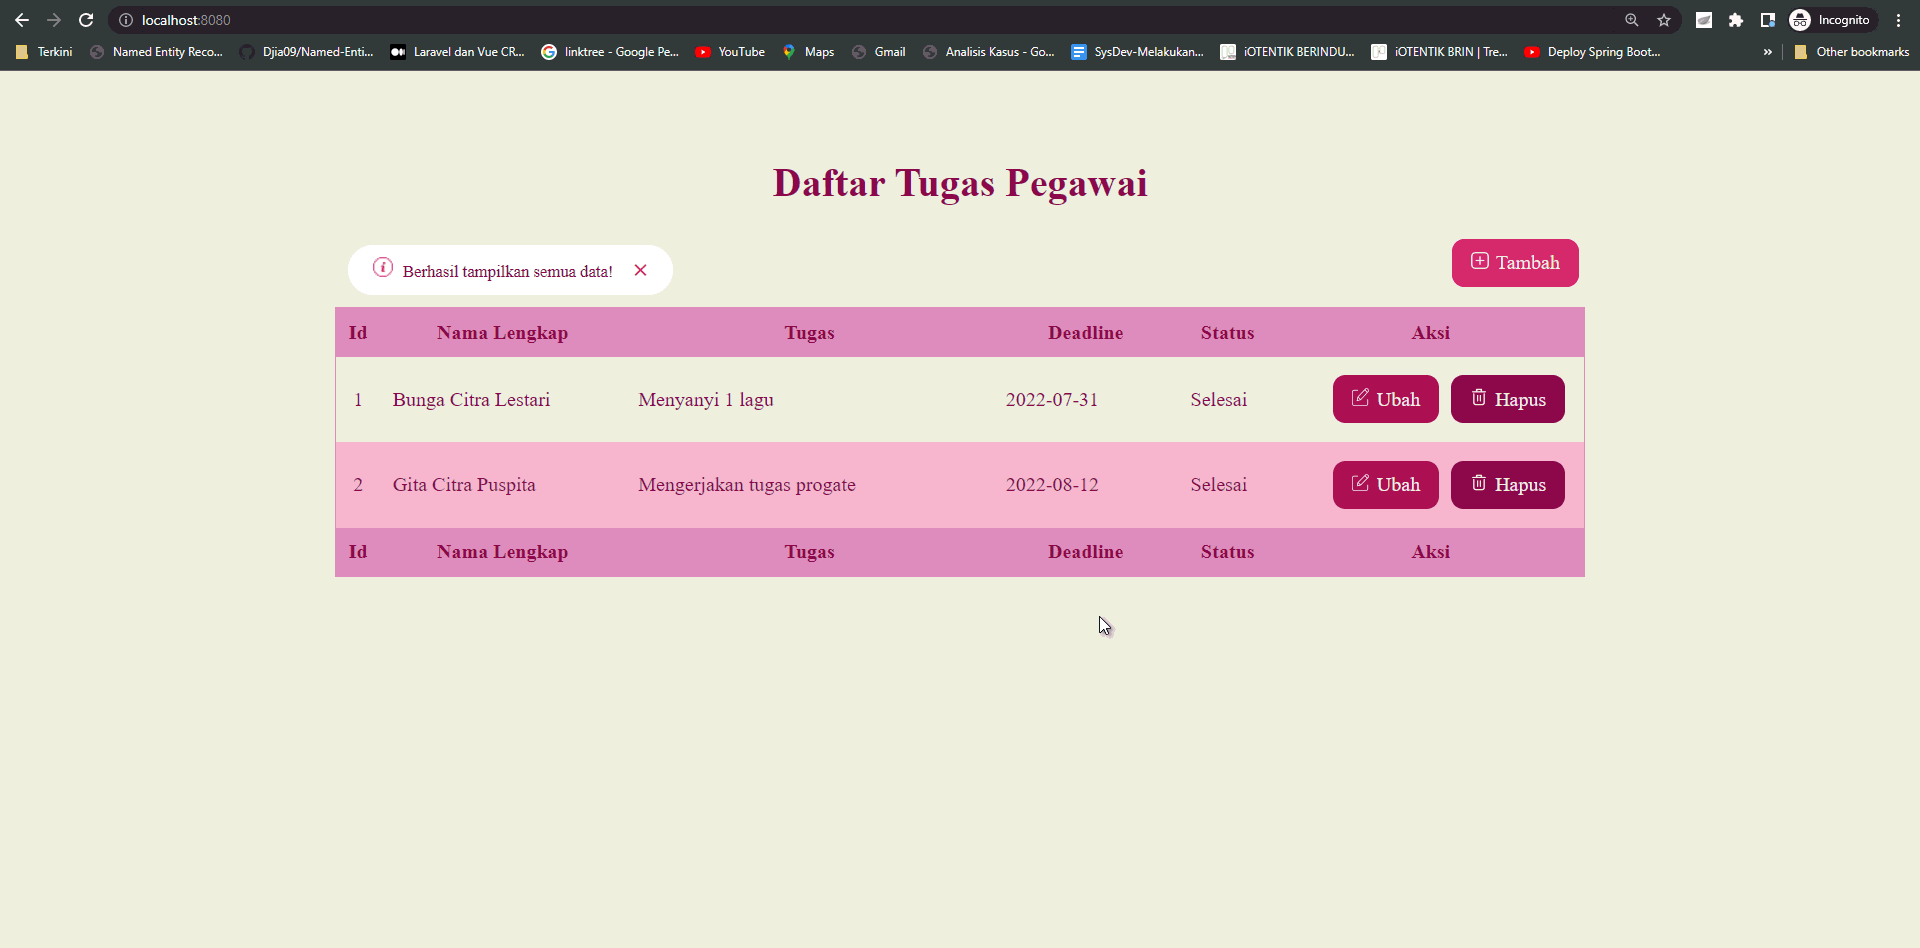 localhost:8080
Incognito
Terkini Named Entity Reco... Djia09/Named-Enti... Laravel dan Vue CR... linktree - Google Pe... YouTube Maps Gmail Analisis Kasus - Go... SysDev-Melakukan... iOTENTIK BERINDU... iOTENTIK BRIN | Tre... Deploy Spring Boot... » Other bookmarks
Daftar Tugas Pegawai
Berhasil tampilkan semua data!
Tambah
Id Nama Lengkap Tugas Deadline Status Aksi
1 Bunga Citra Lestari Menyanyi 1 lagu 2022-07-31 Selesai Ubah Hapus
2 Gita Citra Puspita Mengerjakan tugas progate 2022-08-12 Selesai Ubah Hapus
Id Nama Lengkap Tugas Deadline Status Aksi